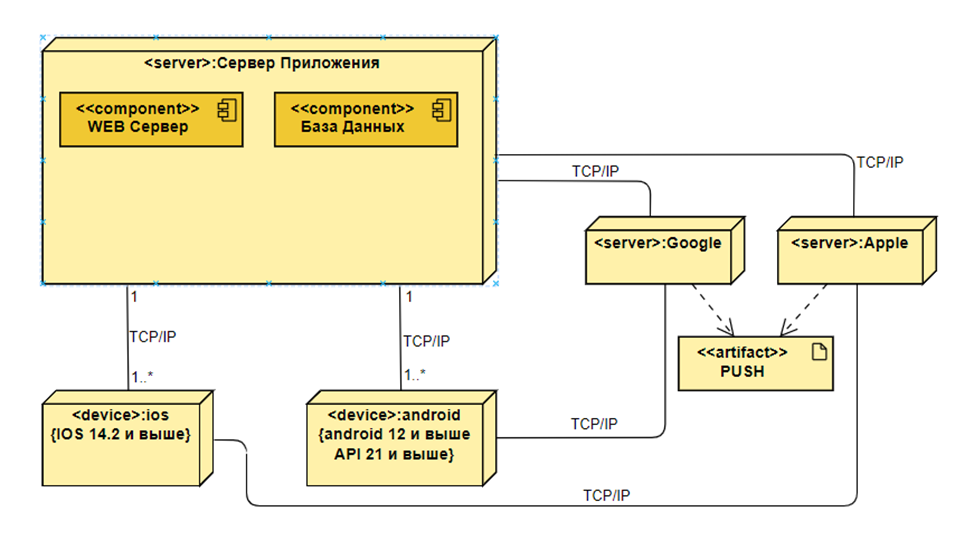 <server>:Сервер Приложения
<<component>>
WEB Сервер
<<component>>
База Данных
TCP/IP
TCP/IP
<server>:Google
<server>:Apple
1
1
TCP/IP
TCP/IP
<<artifact>>
PUSH
1..*
1..*
<device>:ios
{IOS 14.2 и выше}
<device>:android
{android 12 и выше
API 21 и выше}
TCP/IP
TCP/IP